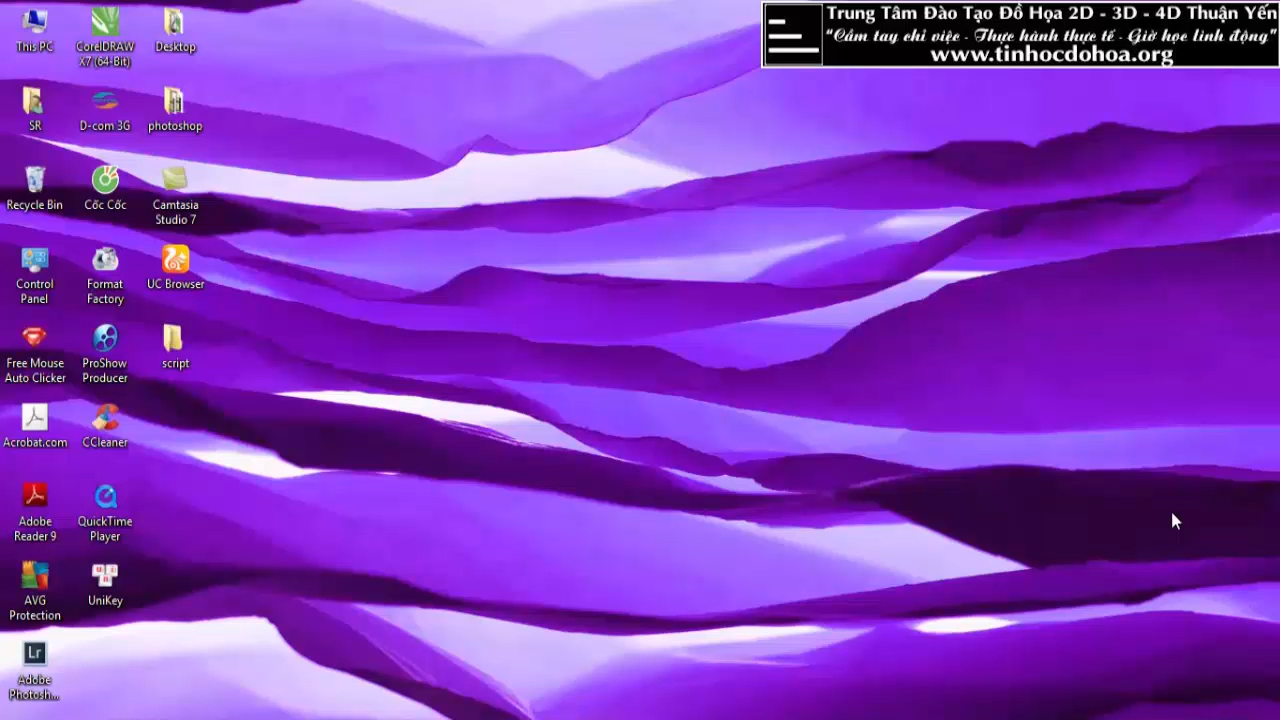 Trung Tâm Đào Tạo Đồ Họa 2D - 3D - 4D Thuận Yến
“Cầm tay chỉ việc - Thực hành thực tế - Giờ học linh động”
www.tinhocdohoa.org
This PC
CorelDRAW
X7 (64-Bit)
Desktop
SR
D-com 3G
photoshop
Recycle Bin
Cốc Cốc
Camtasia
Studio 7
Control
Panel
Format
Factory
UC Browser
Free Mouse
Auto Clicker
ProShow
Producer
script
Acrobat.com
CCleaner
Adobe
Reader 9
QuickTime
Player
AVG
Protection
UniKey
Lr
Adobe
Photosh...